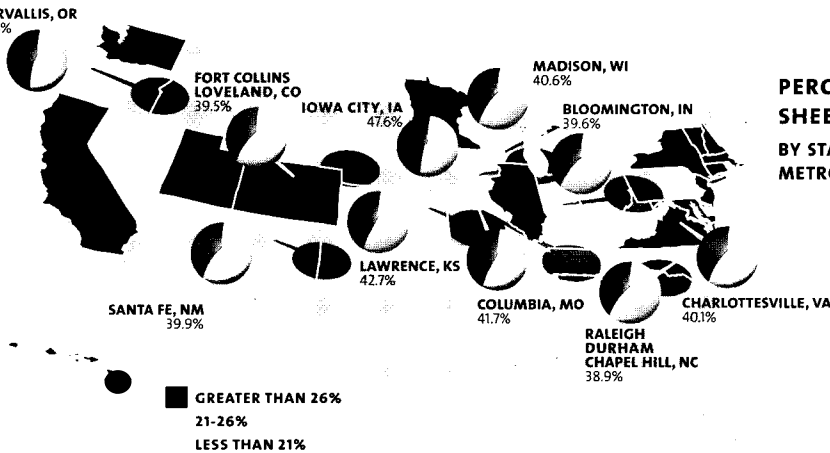 RVALLIS, OR
%
FORT COLLINS
LOVELAND, CO
39.5%
IOWA CITY, IA
47.6%
MADISON, WI
40.6%
BLOOMINGTON, IN
39.6%
PERC
SHEE
BY STA
METRO
LAWRENCE, KS
42.7%
SANTA FE, NM
39.9%
COLUMBIA, MO
41.7%
CHARLOTTESVILLE, VA
40.1%
RALEIGH
DURHAM
CHAPEL HILL, NC
38.9%
GREATER THAN 26%
21-26%
LESS THAN 21%